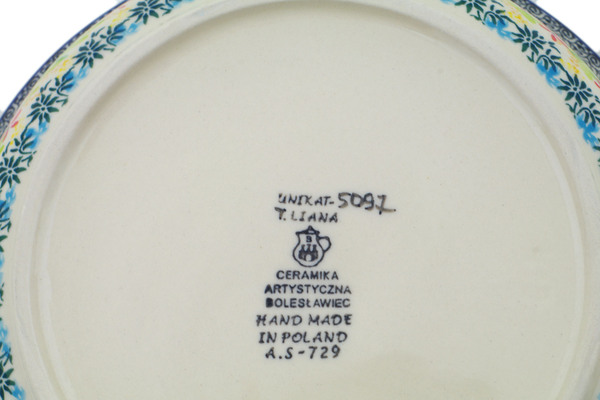 UNIKAT-5097
T. LIANA
B
CERAMIKA
ARTYSTYCZNA
BOLESŁAWIEC
HAND MADE
IN POLAND
A.S-729